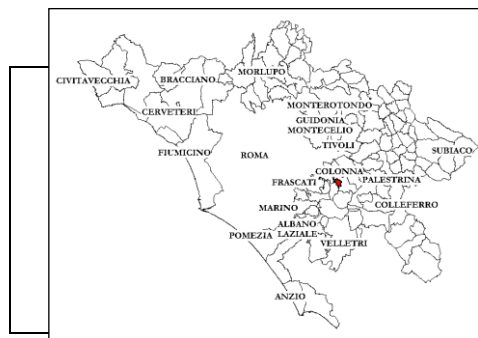 MORLUPO
CIVITAVECCHIA
BRACCIANO
CERVETERI
MONTEROTONDO
GUIDONIA
MONTECELIO
TIVOLI
SUBIACO
FIUMICINO
ROMA
COLONNA
FRASCATI
PALESTRINA
MARINO
COLLEFERRO
ALBANO
LAZIALE
POMEZIA
VELLETRI
ANZIO